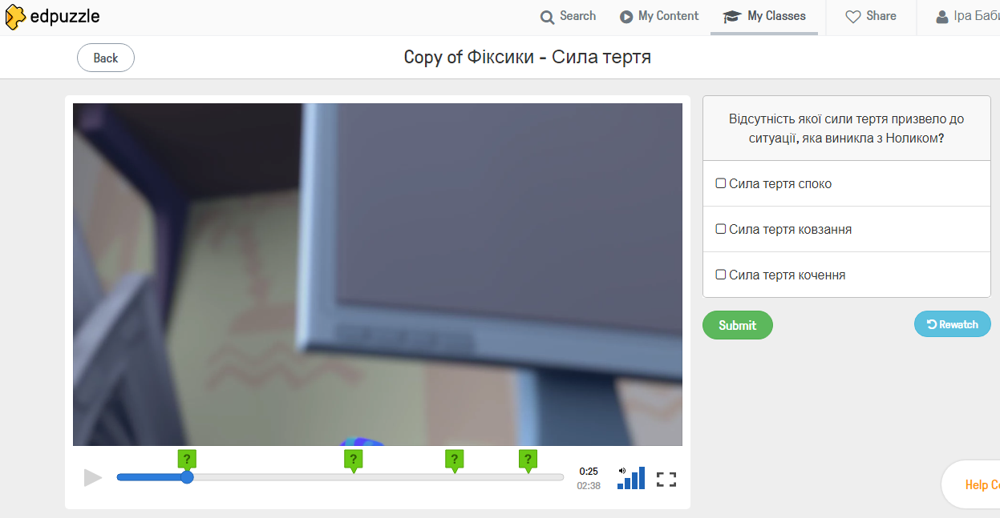 edpuzzle
Search
My Content
My Classes
Share
Іра Баби
Back
Copy of Фіксики - Сила тертя
Відсутність якої сили тертя призвело до
ситуації, яка виникла з Ноликом?
Сила тертя споко
Сила тертя ковзання
Сила тертя кочення
Submit
Rewatch
? ? ? ?
0:25
02:38
Help Ce